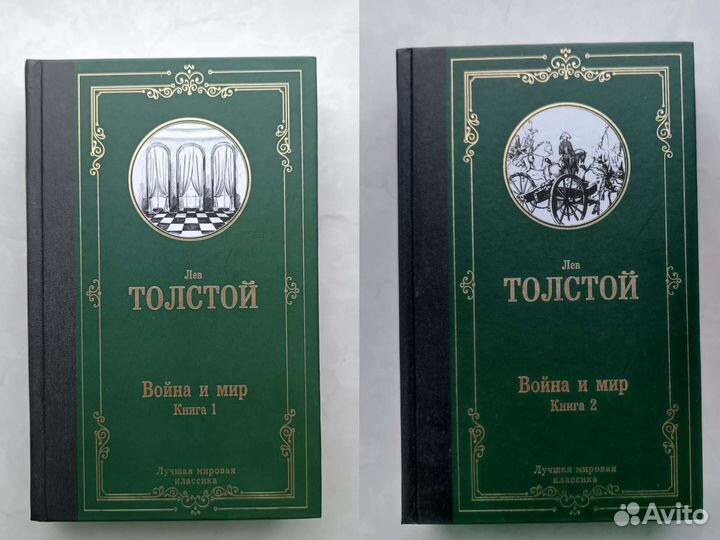 Лев
ТОЛСТОЙ
Война и мир
Книга 1
Лучшая мировая
классика
Лев
ТОЛСТОЙ
Война и мир
Книга 2
Лучшая мировая
классика
Avito